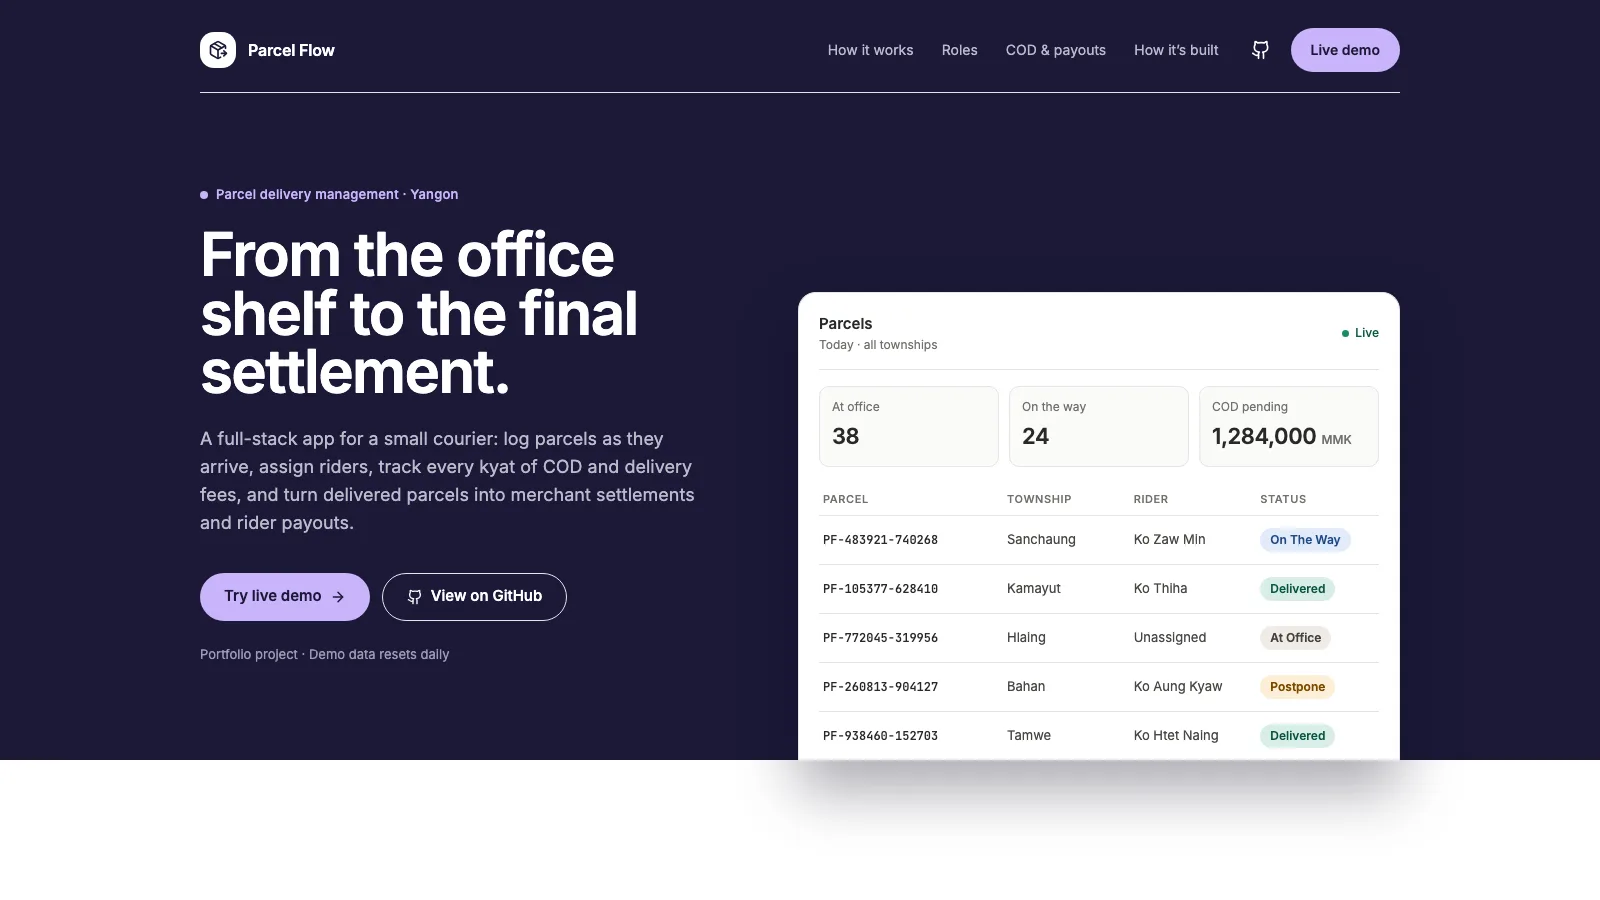 Parcel Flow
How it works
Roles
COD & payouts
How it’s built
Live demo
Parcel delivery management · Yangon
From the office
shelf to the final
settlement.
A full-stack app for a small courier: log parcels as they
arrive, assign riders, track every kyat of COD and delivery
fees, and turn delivered parcels into merchant settlements
and rider payouts.
Try live demo →
View on GitHub
Portfolio project · Demo data resets daily
Parcels
Today · all townships
Live
At office
38
On the way
24
COD pending
1,284,000 MMK
PARCEL TOWNSHIP RIDER STATUS
PF-483921-740268 Sanchaung Ko Zaw Min On The Way
PF-105377-628410 Kamayut Ko Thiha Delivered
PF-772045-319956 Hlaing Unassigned At Office
PF-260813-904127 Bahan Ko Aung Kyaw Postpone
PF-938460-152703 Tamwe Ko Htet Naing Delivered